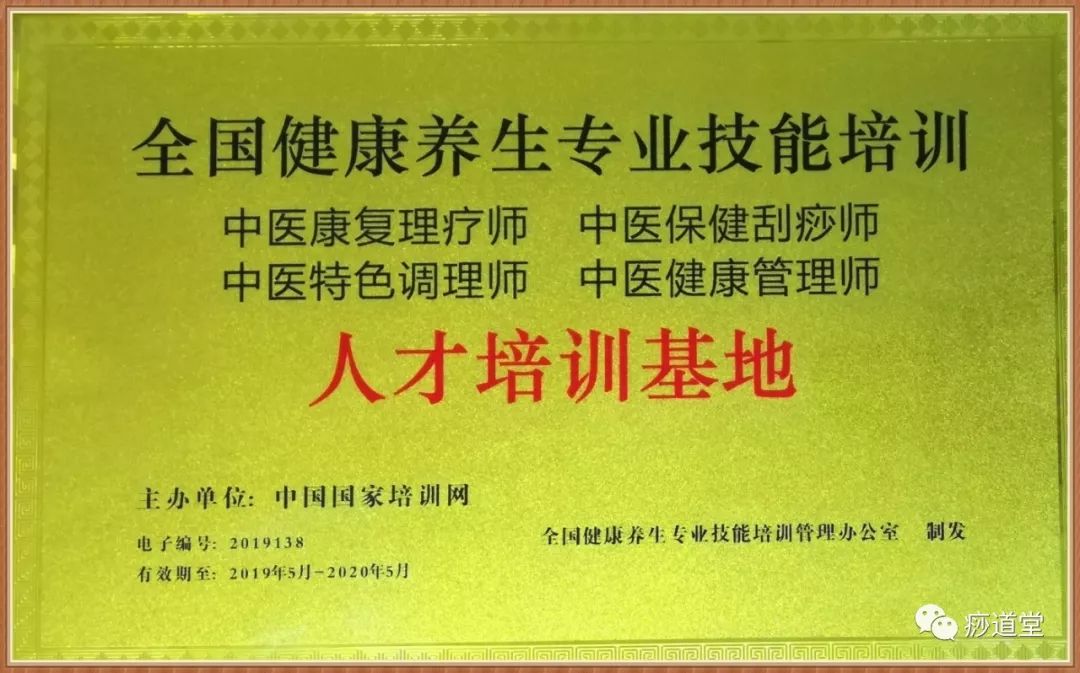 全国健康养生专业技能培训
中医康复理疗师 中医保健刮痧师
中医特色调理师 中医健康管理师
人才培训基地
主办单位: 中国国家培训网
电子编号: 2019138
有效期至: 2019年5月-2020年5月
全国健康养生专业技能培训管理办公室 制发
痧道堂